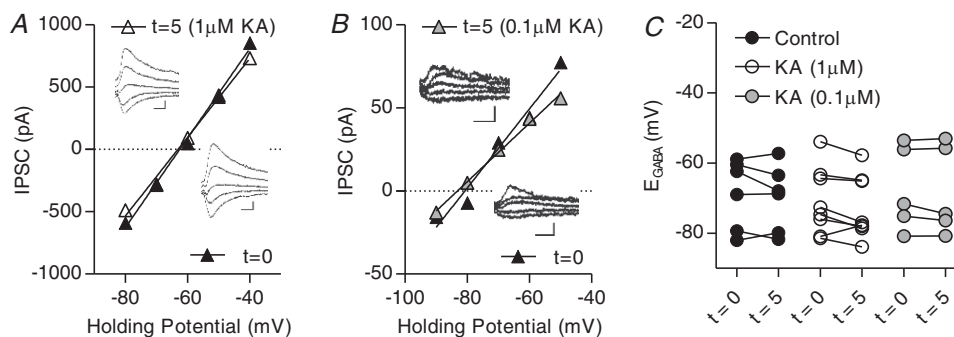 A
t=5 (1µM KA)
1000
500
0
-500
-1000
IPSC (pA)
t=0
-80
-60
-40
Holding Potential (mV)
B
t=5 (0.1µM KA)
100
50
0
-50
IPSC (pA)
t=0
-100
-80
-60
-40
Holding Potential (mV)
C
Control
KA (1µM)
KA (0.1µM)
-20
-40
-60
-80
EGABA (mV)
t = 0
t = 5
t = 0
t = 5
t = 0
t = 5